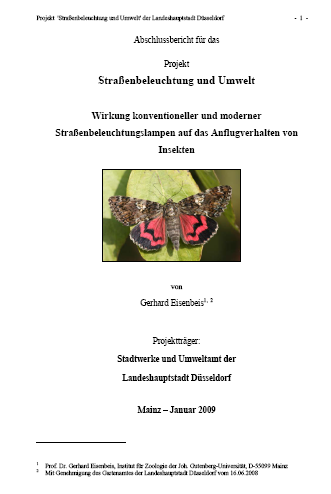 Projekt 'Straßenbeleuchtung und Umwelt' der Landeshauptstadt Düsseldorf - 1 -
Abschlussbericht für das
Projekt
Straßenbeleuchtung und Umwelt
Wirkung konventioneller und moderner
Straßenbeleuchtungslampen auf das Anflugverhalten von
Insekten
von
Gerhard Eisenbeis1, 2
Projektträger:
Stadtwerke und Umweltamt der
Landeshauptstadt Düsseldorf
Mainz – Januar 2009
1 Prof. Dr. Gerhard Eisenbeis, Institut für Zoologie der Joh. Gutenberg-Universität, D-55099 Mainz
2 Mit Genehmigung des Gartenamtes der Landeshauptstadt Düsseldorf vom 16.06.2008